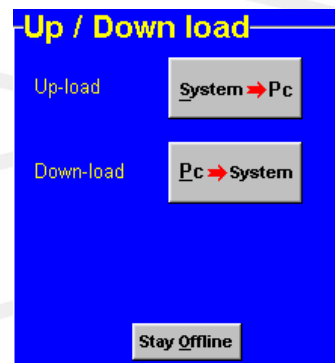 Up / Down load
Up-load System Pc
Down-load Pc System
Stay Offline